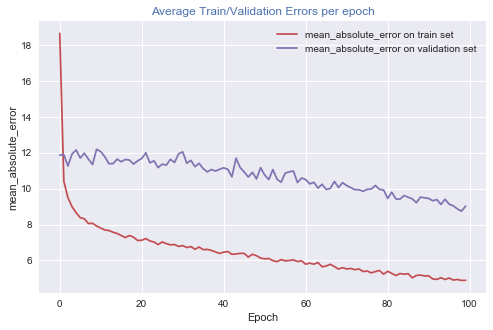 Average Train/Validation Errors per epoch
mean_absolute_error on train set
mean_absolute_error on validation set
mean_absolute_error
18
16
14
12
10
8
6
0
20
40
60
80
100
Epoch